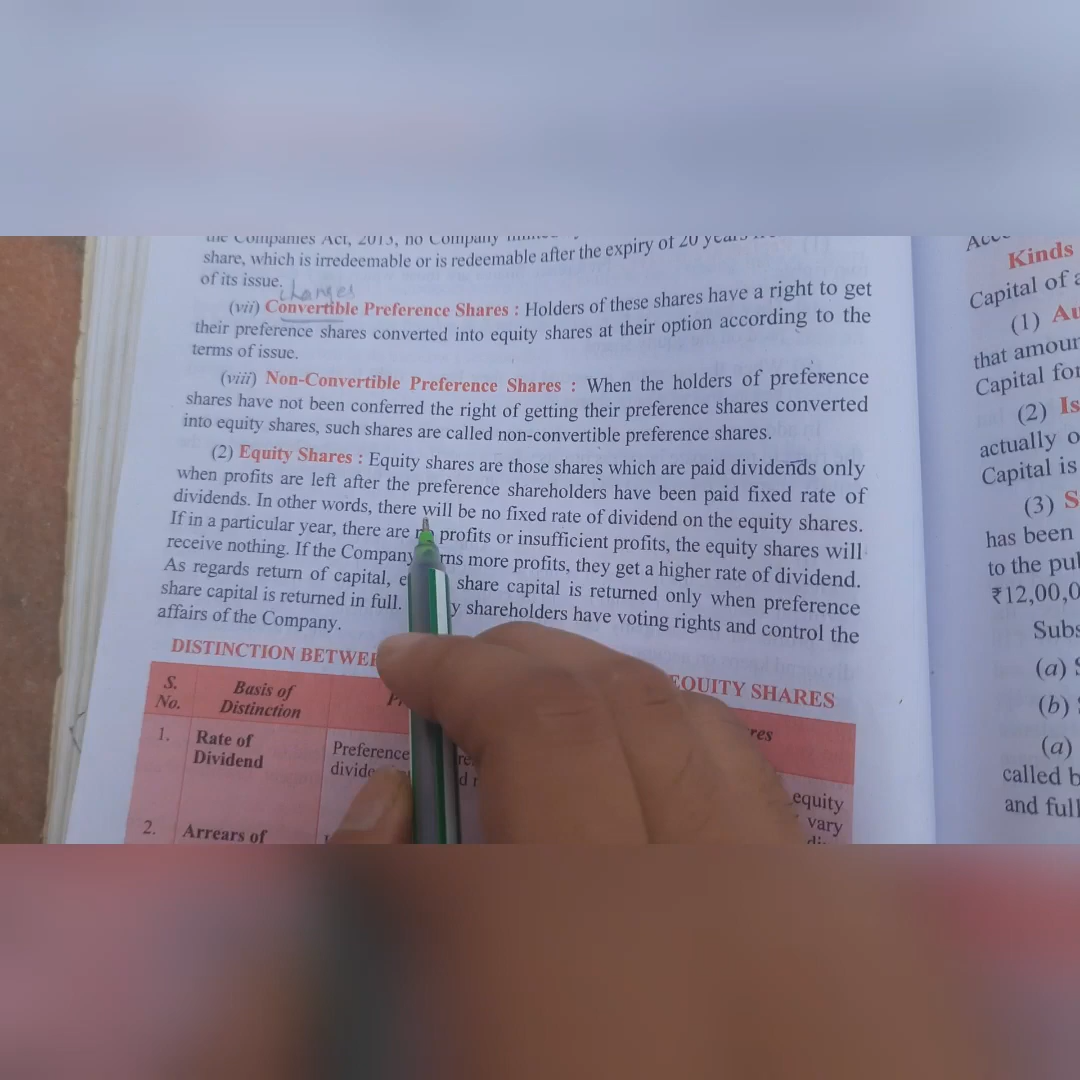 the Companies Act, 2013, no Company
share, which is irredeemable or is redeemable after the expiry of 20 years
of its issue.
changes
(vii) Convertible Preference Shares : Holders of these shares have a right to get
their preference shares converted into equity shares at their option according to the
terms of issue.
(viii) Non-Convertible Preference Shares : When the holders of preference
shares have not been conferred the right of getting their preference shares converted
into equity shares, such shares are called non-convertible preference shares.
(2) Equity Shares : Equity shares are those shares which are paid dividends only
when profits are left after the preference shareholders have been paid fixed rate of
dividends. In other words, there will be no fixed rate of dividend on the equity shares.
If in a particular year, there are profits or insufficient profits, the equity shares will
receive nothing. If the Company more profits, they get a higher rate of dividend.
As regards return of capital, share capital is returned only when preference
share capital is returned in full. shareholders have voting rights and control the
affairs of the Company.
DISTINCTION EQUITY SHARES
S. No.
Basis of Distinction
1.
Rate of
Dividend
Preference
equity
vary
2.
Arrears of
Kinds
Capital of
(1)
that
Capital
(2)
actually
Capital is
(3)
has been
to the
₹12,00,0
(a)
(b)
(a)
called
and